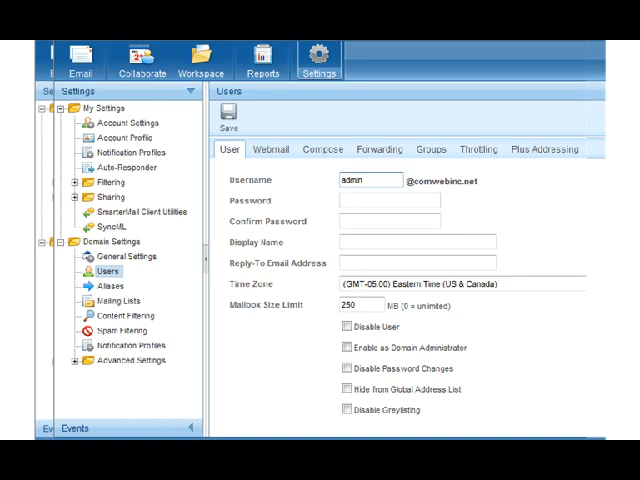 Email Collaborate Workspace Reports Settings
Settings
My Settings
Account Settings
Account Profile
Notification Profiles
Auto-Responder
Filtering
Sharing
SmarterMail Client Utilities
SyncML
Domain Settings
General Settings
Users
Aliases
Mailing Lists
Content Filtering
Spam Filtering
Notification Profiles
Advanced Settings
Events
Users
Save
User Webmail Compose Forwarding Groups Throttling Plus Addressing
Username admin @comwebinc.net
Password
Confirm Password
Display Name
Reply-To Email Address
Time Zone (GMT-05:00) Eastern Time (US & Canada)
Mailbox Size Limit 250 MB (0 = unlimited)
Disable User
Enable as Domain Administrator
Disable Password Changes
Hide from Global Address List
Disable Greylisting